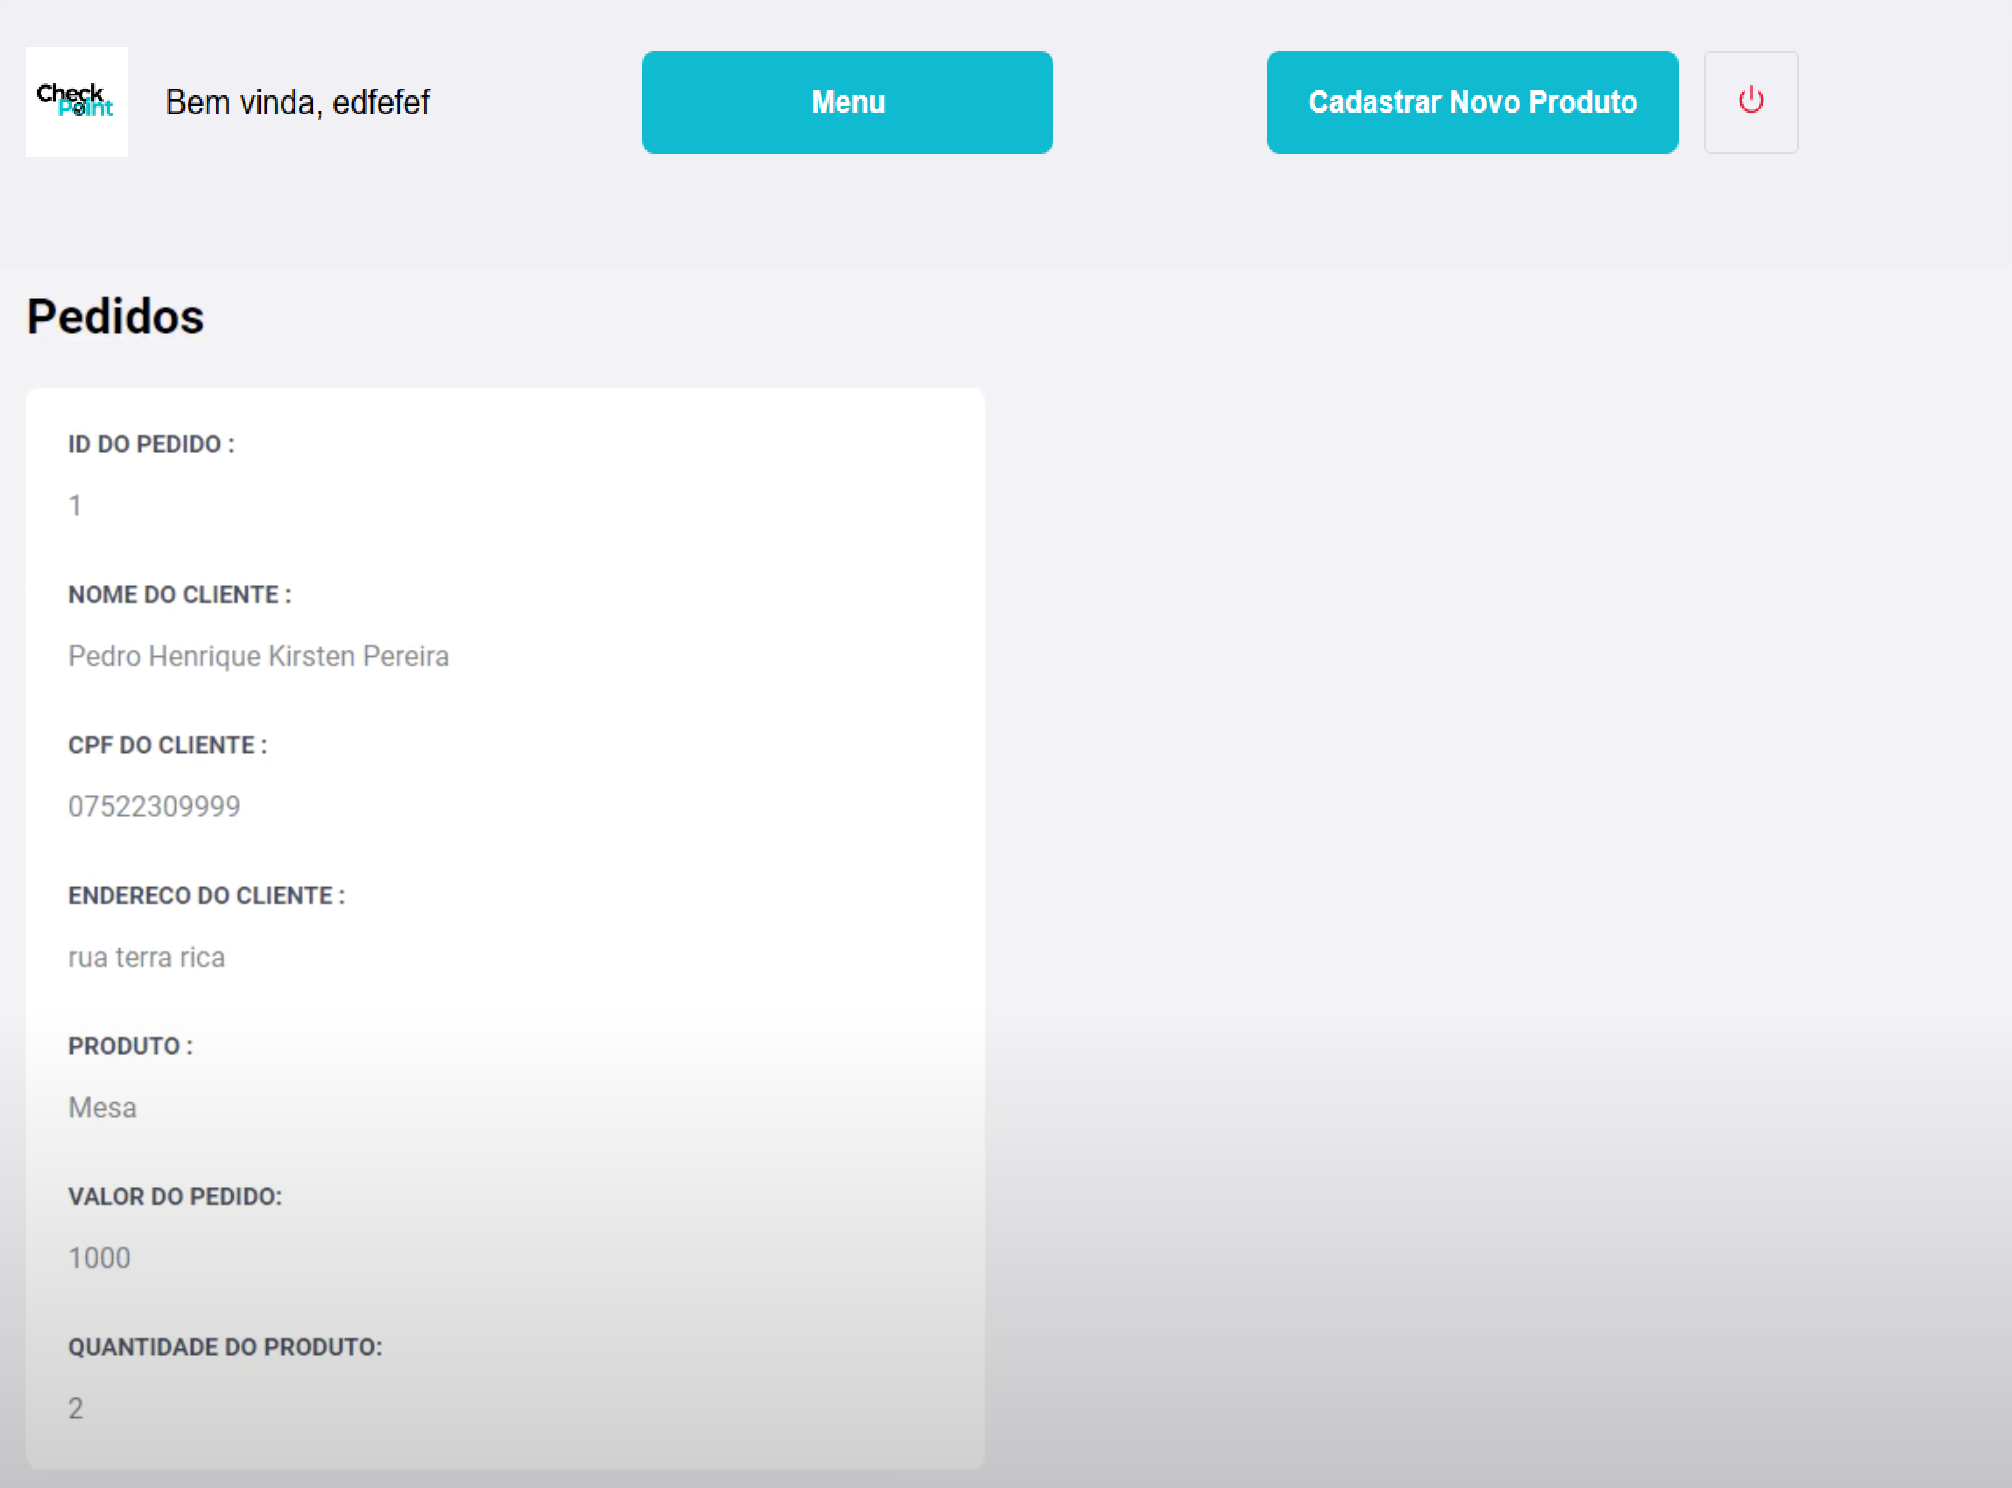 Check
Point
Bem vinda, edfefef
Menu
Cadastrar Novo Produto
Pedidos
ID DO PEDIDO :
1
NOME DO CLIENTE :
Pedro Henrique Kirsten Pereira
CPF DO CLIENTE :
07522309999
ENDERECO DO CLIENTE :
rua terra rica
PRODUTO :
Mesa
VALOR DO PEDIDO:
1000
QUANTIDADE DO PRODUTO:
2